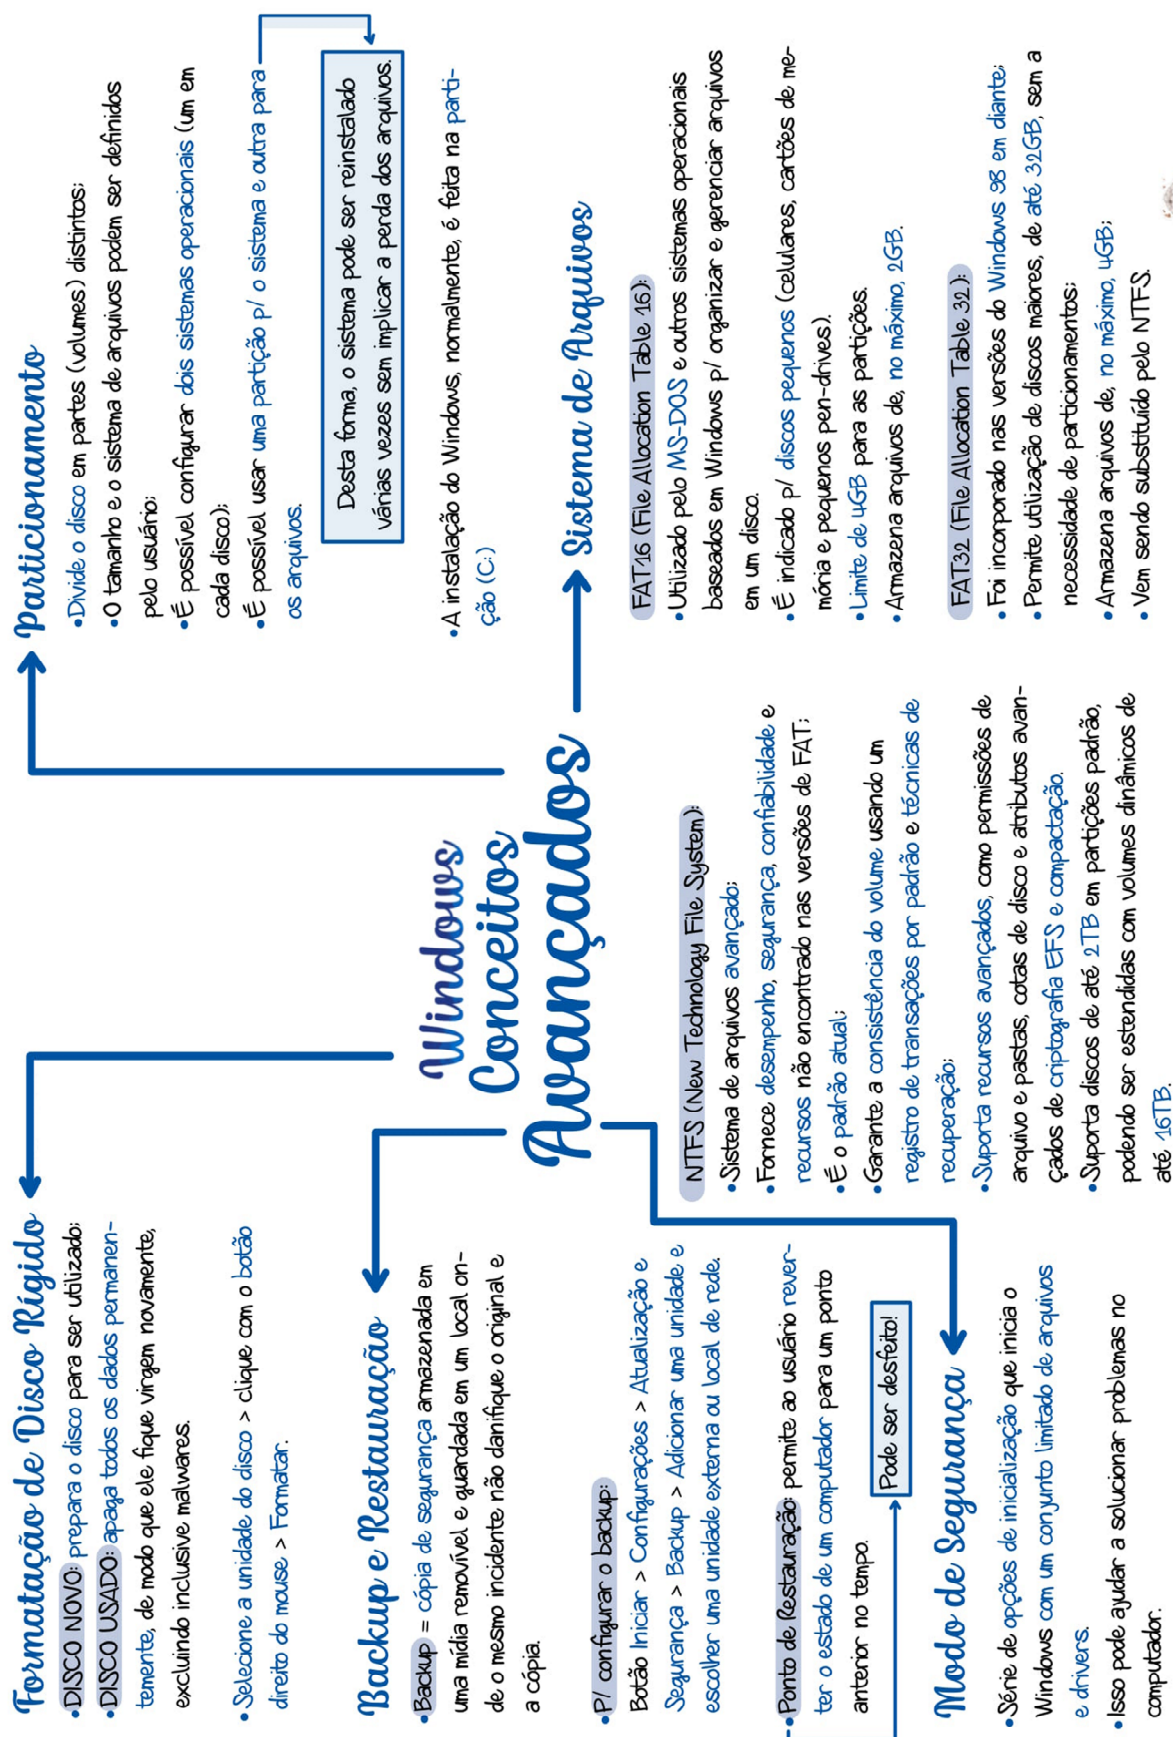 Formatação de Disco Rígido
•DISCO NOVO: prepara o disco para ser utilizado;
•DISCO USADO: apaga todos os dados permanen-
temente, de modo que ele fique virgem novamente,
excluindo inclusive malwares.
•Selecione a unidade do disco > clique com o botão
direito do mouse > Formatar.
Backup e Restauração
•Backup = cópia de segurança armazenada em
uma mídia removível e guardada em um local on-
de o mesmo incidente não danifique o original e
a cópia.
•P/ configurar o backup:
Botão Iniciar > Configurações > Atualização e
Segurança > Backup > Adicionar uma unidade e
escolher uma unidade externa ou local de rede.
•Ponto de Restauração: permite ao usuário rever-
ter o estado de um computador para um ponto
anterior no tempo.
Pode ser desfeito!
Modo de Segurança
•Série de opções de inicialização que inicia o
Windows com um conjunto limitado de arquivos
e drivers.
•Isso pode ajudar a solucionar problemas no
computador.
Windows
Conceitos
Avançados
NTFS (New Technology File System):
•Sistema de arquivos avançado;
•Fornece desempenho, segurança, confiabilidade e
recursos não encontrado nas versões de FAT;
•É o padrão atual;
•Garante a consistência do volume usando um
registro de transações por padrão e técnicas de
recuperação;
•Suporta recursos avançados, como permissões de
arquivo e pastas, cotas de disco e atributos avan-
çados de criptografia EFS e compactação.
•Suporta discos de até 2TB em partições padrão,
podendo ser estendidas com volumes dinâmicos de
até 16TB.
Particionamento
•Divide o disco em partes (volumes) distintos;
•O tamanho e o sistema de arquivos podem ser definidos
pelo usuário;
•É possível configurar dois sistemas operacionais (um em
cada disco);
•É possível usar uma partição p/ o sistema e outra para
os arquivos.
Desta forma, o sistema pode ser reinstalado
várias vezes sem implicar a perda dos arquivos.
•A instalação do Windows, normalmente, é feita na parti-
ção (C:)
Sistema de Arquivos
FAT16 (File Allocation Table 16):
•Utilizado pelo MS-DOS e outros sistemas operacionais
baseados em Windows p/ organizar e gerenciar arquivos
em um disco.
•É indicado p/ discos pequenos (celulares, cartões de me-
mória e pequenos pen-drives).
•Limite de 4GB para as partições.
•Armazena arquivos de, no máximo, 2GB.
FAT32 (File Allocation Table 32):
•Foi incorporado nas versões do Windows 98 em diante;
•Permite utilização de discos maiores, de até 32GB, sem a
necessidade de particionamentos;
•Armazena arquivos de, no máximo, 4GB;
•Vem sendo substituído pelo NTFS.